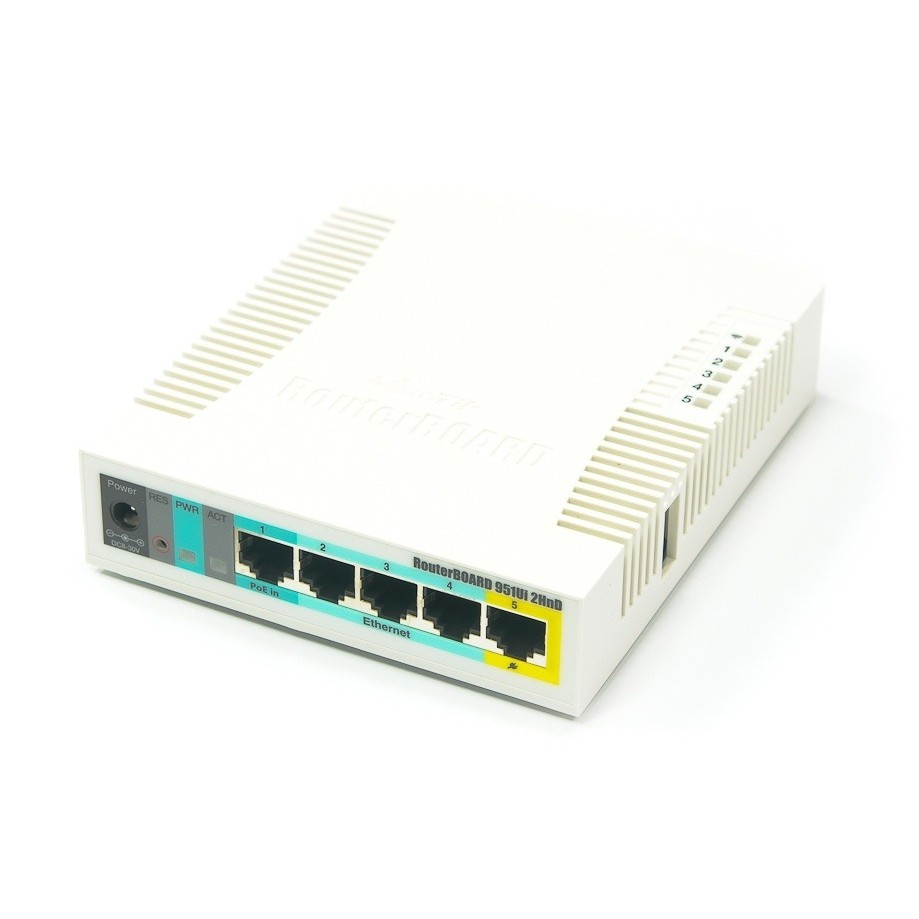 1
2
3
4
5
RouterBOARD
Power
RES
PWR
ACT
DC8-30V
1
2
3
4
5
RouterBOARD 951Ui 2HnD
PoE in
Ethernet